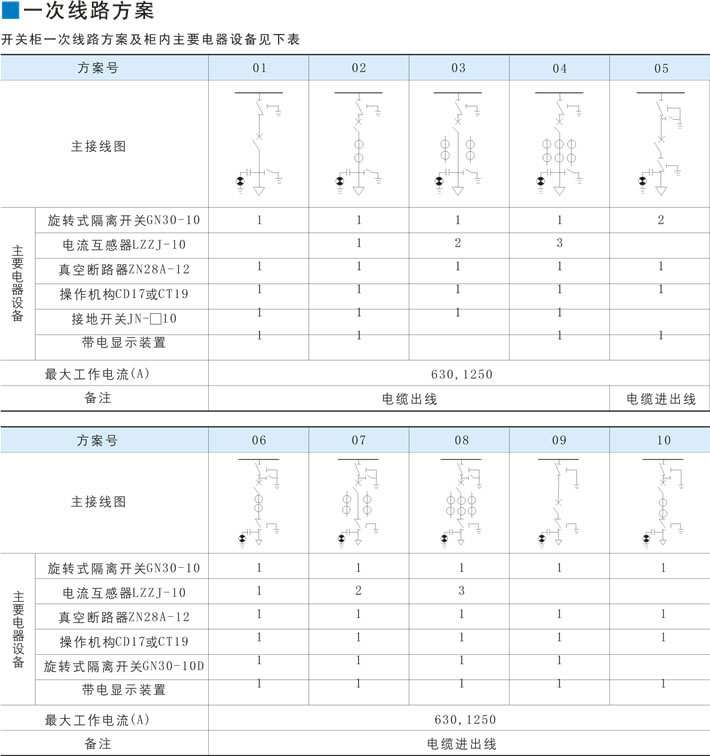 一次线路方案
开关柜一次线路方案及柜内主要电器设备见下表
方案号 01 02 03 04 05
主接线图
主要电器设备
旋转式隔离开关GN30-10 1 1 1 1 2
电流互感器LZZJ-10 1 2 3
真空断路器ZN28A-12 1 1 1 1 1
操作机构CD17或CT19 1 1 1 1 1
接地开关JN-□10 1 1 1 1
带电显示装置 1 1 1 1
最大工作电流(A) 630,1250
备注 电缆出线 电缆进出线
方案号 06 07 08 09 10
主接线图
主要电器设备
旋转式隔离开关GN30-10 1 1 1 1 1
电流互感器LZZJ-10 1 2 3
真空断路器ZN28A-12 1 1 1 1 1
操作机构CD17或CT19 1 1 1 1 1
旋转式隔离开关GN30-10D 1 1 1 1
带电显示装置 1 1 1 1 1
最大工作电流(A) 630,1250
备注 电缆进出线